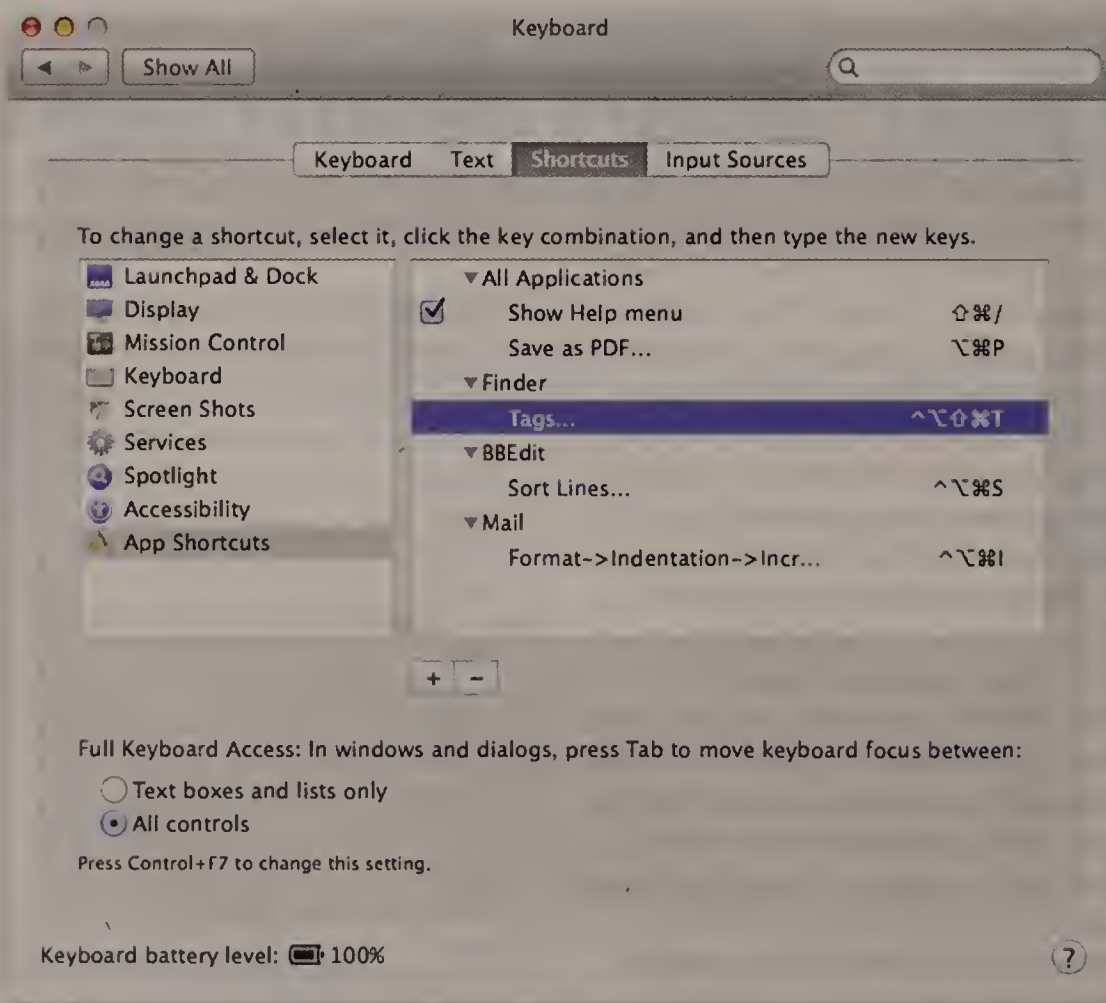 Keyboard
Show All
Keyboard Text Shortcuts Input Sources
To change a shortcut, select it, click the key combination, and then type the new keys.
Launchpad & Dock
Display
Mission Control
Keyboard
Screen Shots
Services
Spotlight
Accessibility
App Shortcuts
▼All Applications
Show Help menu ⇧⌘/
Save as PDF... ⌥⌘P
▼Finder
Tags... ^⌥⇧⌘T
▼BBEdit
Sort Lines... ^⌥⌘S
▼Mail
Format->Indentation->Incr... ^⌥⌘I
+ -
Full Keyboard Access: In windows and dialogs, press Tab to move keyboard focus between:
Text boxes and lists only
All controls
Press Control+F7 to change this setting.
Keyboard battery level: 100%
?